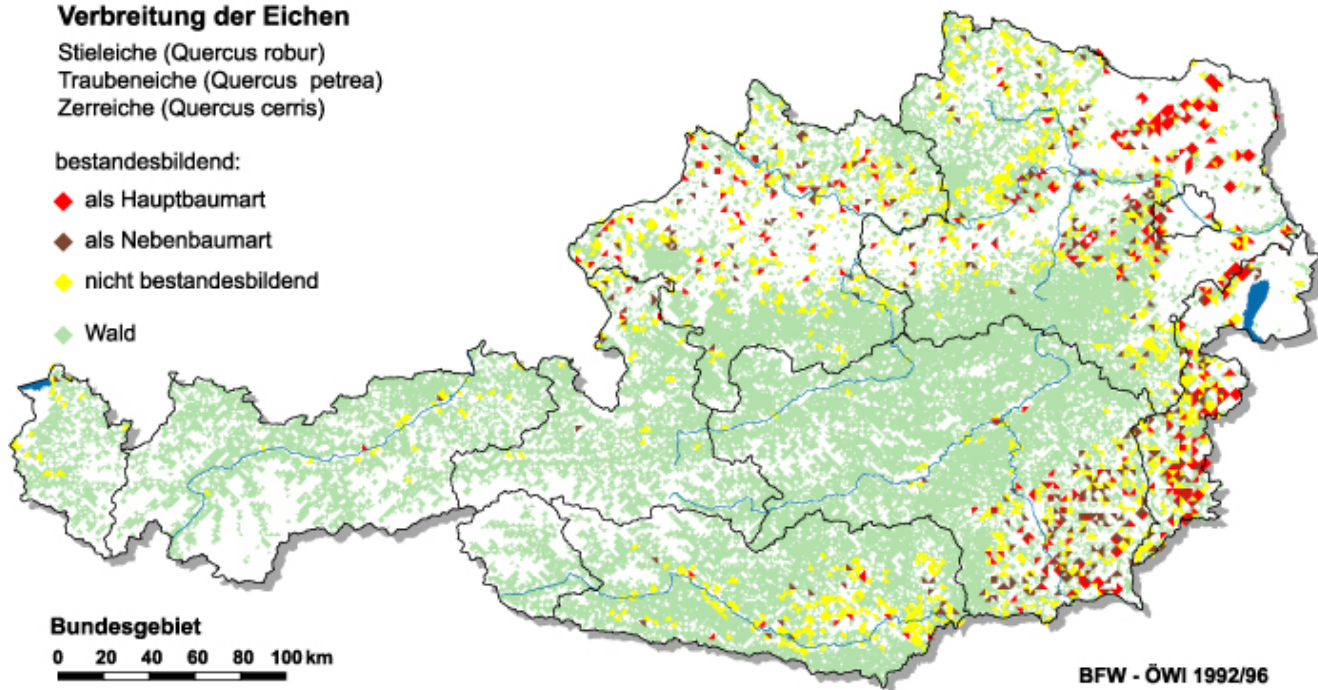 Verbreitung der Eichen
Stieleiche (Quercus robur)
Traubeneiche (Quercus petrea)
Zerreiche (Quercus cerris)
bestandesbildend:
als Hauptbaumart
als Nebenbaumart
nicht bestandesbildend
Wald
Bundesgebiet
0 20 40 60 80 100 km
BFW - ÖWI 1992/96